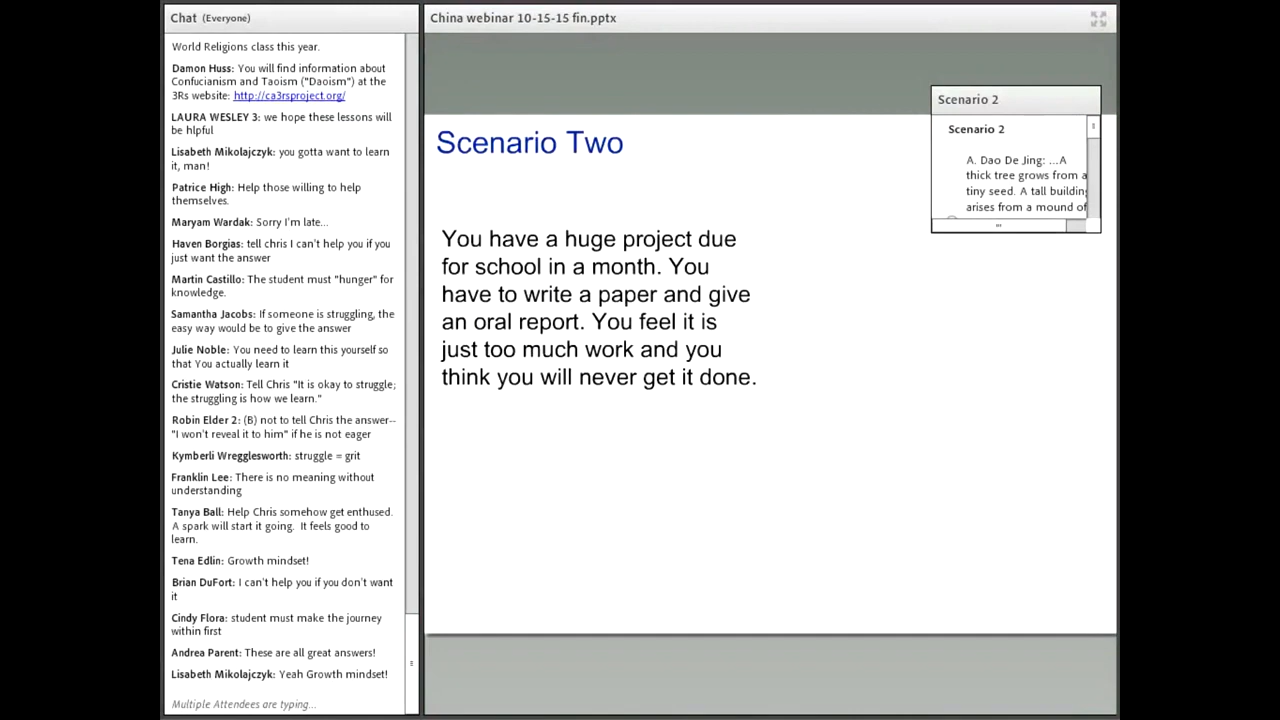 Chat (Everyone)
World Religions class this year.
Damon Huss: You will find information about
Confucianism and Taoism ("Daoism") at the
3Rs website: http://ca3rsproject.org/
LAURA WESLEY 3: we hope these lessons will
be hlpful
Lisabeth Mikolajczyk: you gotta want to learn
it, man!
Patrice High: Help those willing to help
themselves.
Maryam Wardak: Sorry I'm late...
Haven Borgias: tell chris I can't help you if you
just want the answer
Martin Castillo: The student must "hunger" for
knowledge.
Samantha Jacobs: If someone is struggling, the
easy way would be to give the answer
Julie Noble: You need to learn this yourself so
that You actually learn it
Cristie Watson: Tell Chris "It is okay to struggle;
the struggling is how we learn."
Robin Elder 2: (B) not to tell Chris the answer--
"I won't reveal it to him" if he is not eager
Kymberli Wregglesworth: struggle = grit
Franklin Lee: There is no meaning without
understanding
Tanya Ball: Help Chris somehow get enthused.
A spark will start it going. It feels good to
learn.
Tena Edlin: Growth mindset!
Brian DuFort: I can't help you if you don't want
it
Cindy Flora: student must make the journey
within first
Andrea Parent: These are all great answers!
Lisabeth Mikolajczyk: Yeah Growth mindset!
Multiple Attendees are typing...
China webinar 10-15-15 fin.pptx
Scenario Two
You have a huge project due
for school in a month. You
have to write a paper and give
an oral report. You feel it is
just too much work and you
think you will never get it done.
Scenario 2
Scenario 2
A. Dao De Jing: ...A
thick tree grows from a
tiny seed. A tall building
arises from a mound of